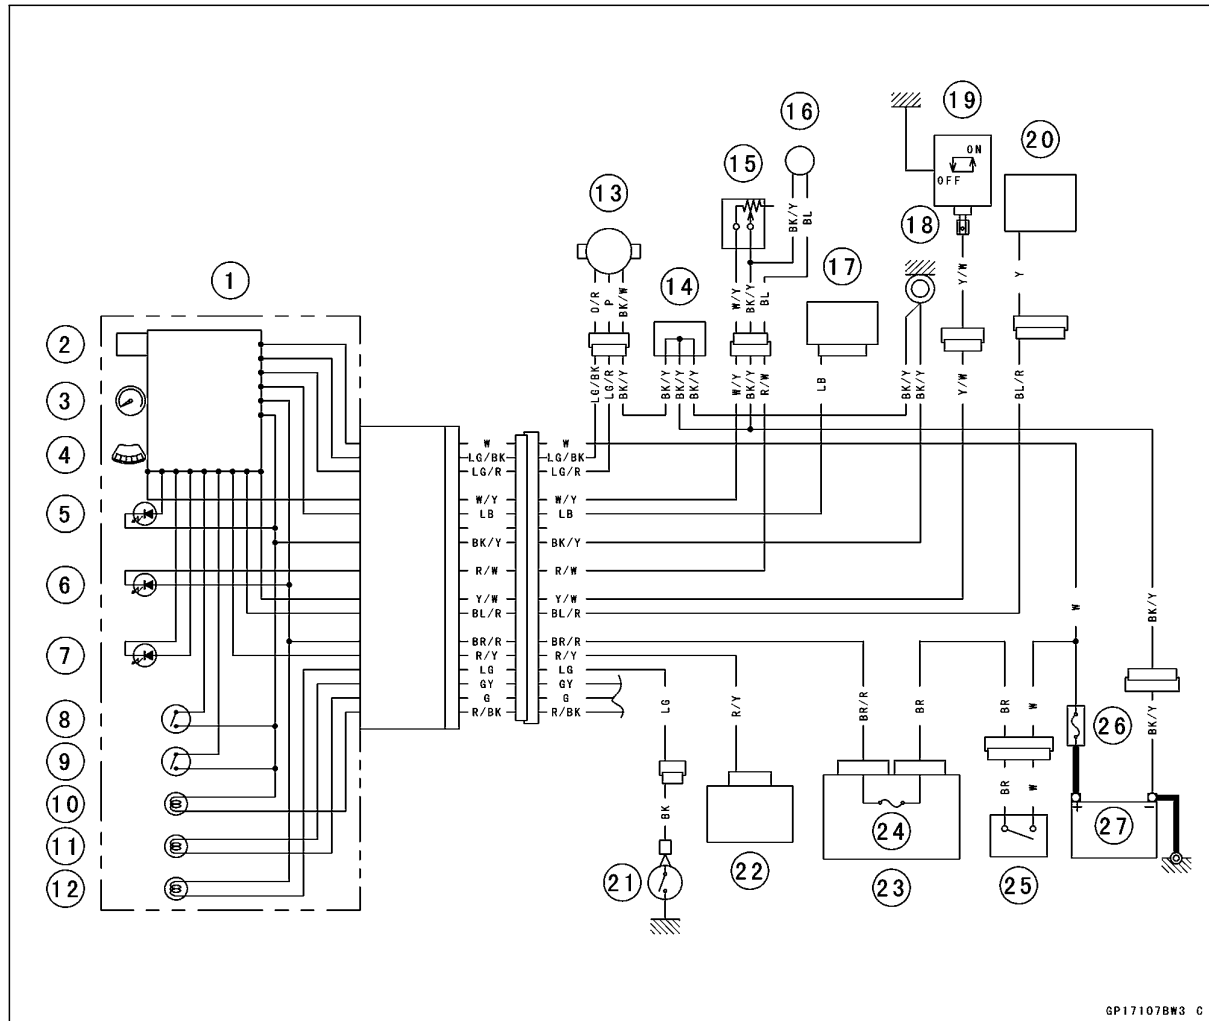 16
19
20
15
ON
13
OFF
18
BK/Y
BL
1
14
17
O/R
P
BK/W
W/Y
BK/Y
BL
Y/W
Y
2
3
4
5
6
7
8
9
10
11
12
LG/BK
LG/R
BK/Y
BK/Y
BK/Y
BK/Y
W/Y
BK/Y
R/W
LB
BK/Y
BK/Y
Y/W
BL/R
W W
LG/BK LG/BK
LG/R LG/R
W/Y W/Y
LB LB
BK/Y BK/Y
R/W R/W
Y/W Y/W
BL/R BL/R
BR/R BR/R
R/Y R/Y
LG LG
GY GY
G G
R/BK R/BK
W
BK/Y
LG
R/Y
BR/R
BR
BR
W
26
BK/Y
BK
BR
W
24
+
27
−
21
22
23
25
GP17107BW3 C